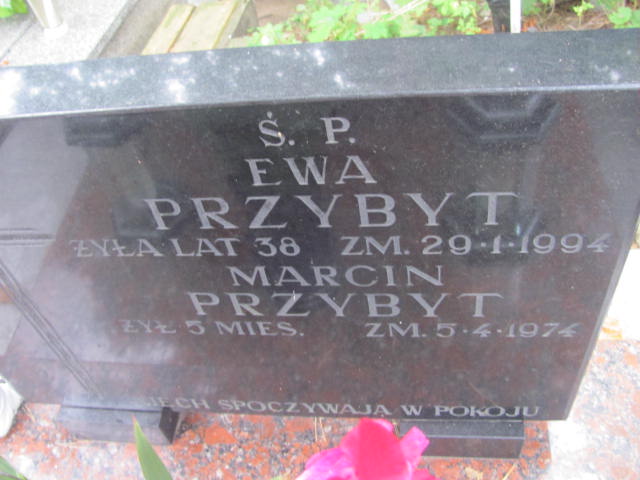 Ś. P.
EWA
PRZYBYT
ŻYŁA LAT 38 ZM. 29·1·1994
MARCIN
PRZYBYT
ŻYŁ 5 MIES. ZM. 5·4·1974
NIECH SPOCZYWAJĄ W POKOJU